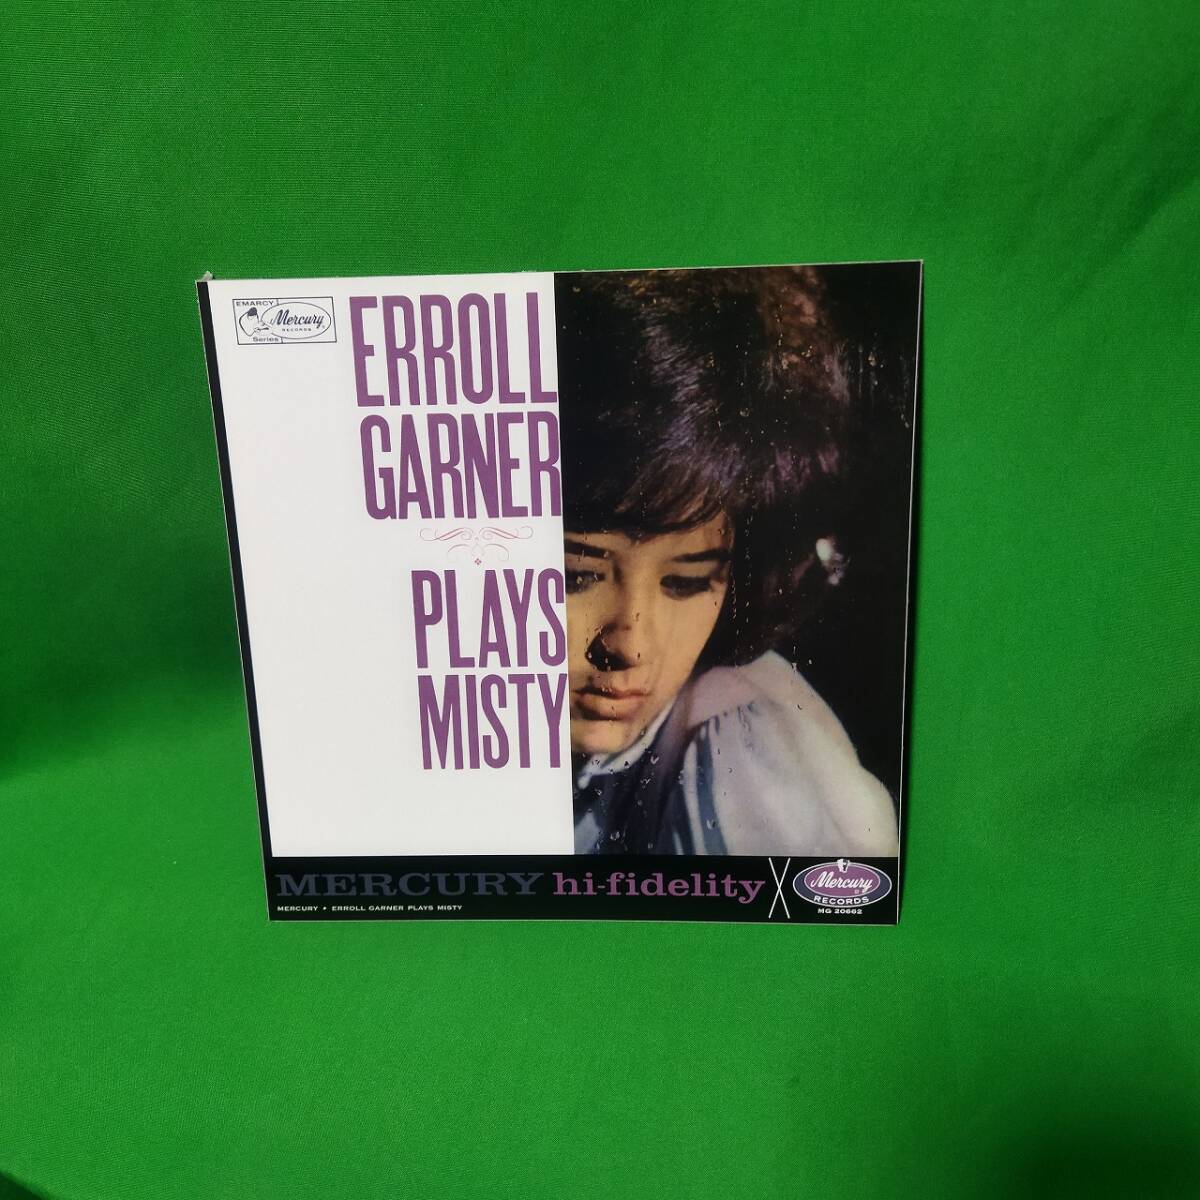 EMARCY
Mercury
RECORDS
Series
ERROLL
GARNER
PLAYS
MISTY
MERCURY hi-fidelity
Mercury
RECORDS
MG 20662
MERCURY • ERROLL GARNER PLAYS MISTY